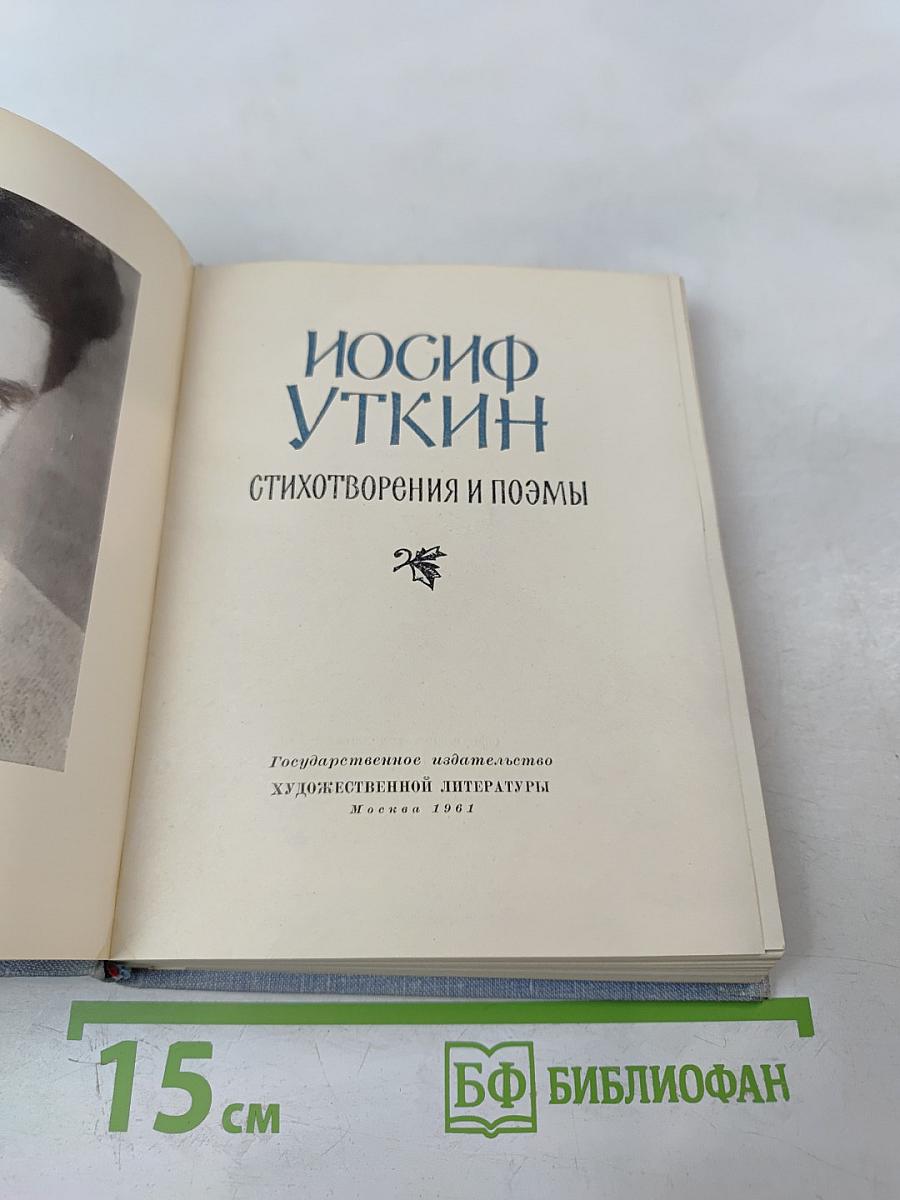 ИОСИФ
УТКИН
СТИХОТВОРЕНИЯ И ПОЭМЫ
Государственное издательство
ХУДОЖЕСТВЕННОЙ ЛИТЕРАТУРЫ
Москва 1961
15 см
БФ БИБЛИОФАН